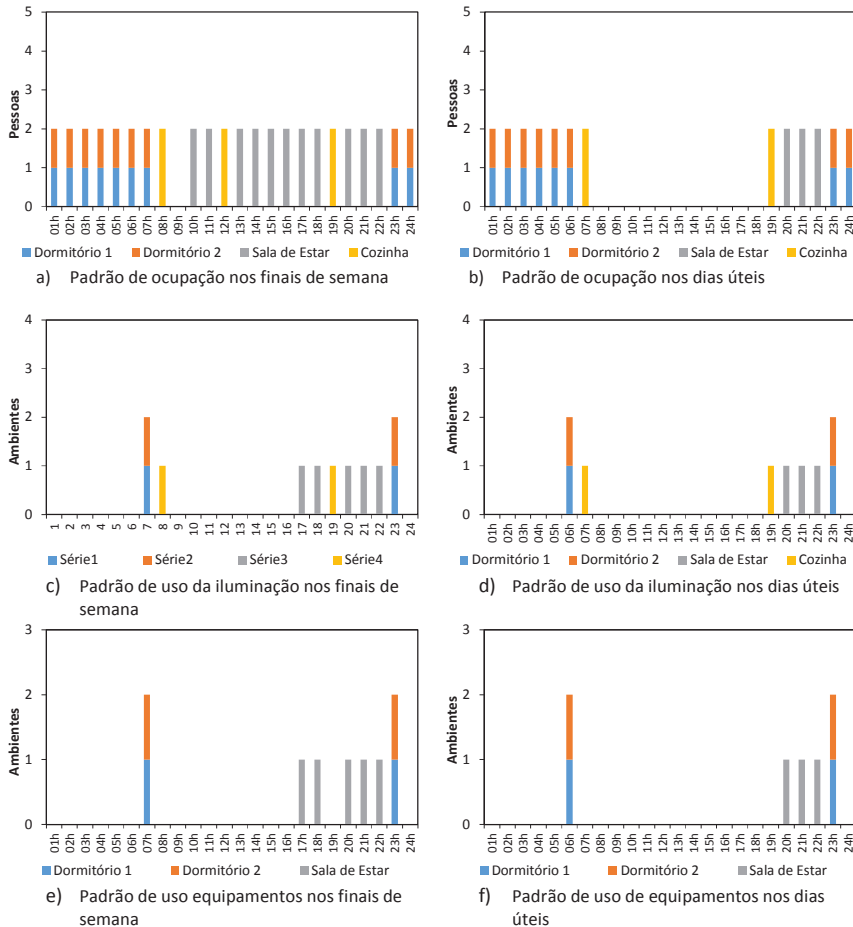 5
4
3
2
1
0
Pessoas
01h 02h 03h 04h 05h 06h 07h 08h 09h 10h 11h 12h 13h 14h 15h 16h 17h 18h 19h 20h 21h 22h 23h 24h
Dormitório 1 Dormitório 2 Sala de Estar Cozinha
a) Padrão de ocupação nos finais de semana
5
4
3
2
1
0
Pessoas
01h 02h 03h 04h 05h 06h 07h 08h 09h 10h 11h 12h 13h 14h 15h 16h 17h 18h 19h 20h 21h 22h 23h 24h
Dormitório 1 Dormitório 2 Sala de Estar Cozinha
b) Padrão de ocupação nos dias úteis
4
3
2
1
0
Ambientes
1 2 3 4 5 6 7 8 9 10 11 12 13 14 15 16 17 18 19 20 21 22 23 24
Série1 Série2 Série3 Série4
c) Padrão de uso da iluminação nos finais de
semana
4
3
2
1
0
Ambientes
01h 02h 03h 04h 05h 06h 07h 08h 09h 10h 11h 12h 13h 14h 15h 16h 17h 18h 19h 20h 21h 22h 23h 24h
Dormitório 1 Dormitório 2 Sala de Estar Cozinha
d) Padrão de uso da iluminação nos dias úteis
3
2
1
0
Ambientes
01h 02h 03h 04h 05h 06h 07h 08h 09h 10h 11h 12h 13h 14h 15h 16h 17h 18h 19h 20h 21h 22h 23h 24h
Dormitório 1 Dormitório 2 Sala de Estar
e) Padrão de uso equipamentos nos finais de
semana
3
2
1
0
Ambientes
01h 02h 03h 04h 05h 06h 07h 08h 09h 10h 11h 12h 13h 14h 15h 16h 17h 18h 19h 20h 21h 22h 23h 24h
Dormitório 1 Dormitório 2 Sala de Estar
f) Padrão de uso de equipamentos nos dias
úteis